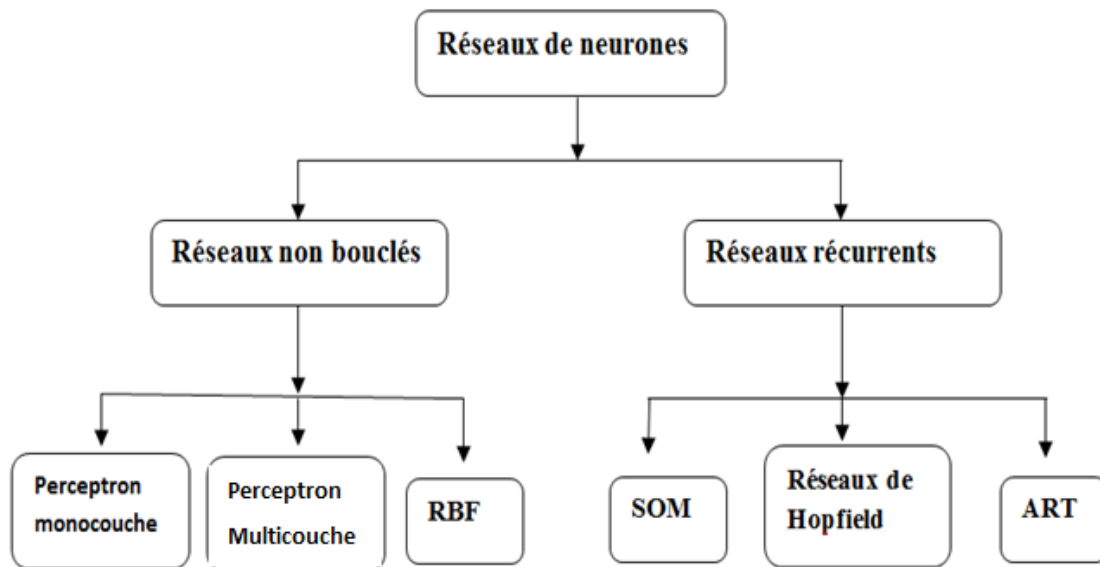 Réseaux de neurones
Réseaux non bouclés
Réseaux récurrents
Perceptron
monocouche
Perceptron
Multicouche
RBF
SOM
Réseaux de
Hopfield
ART